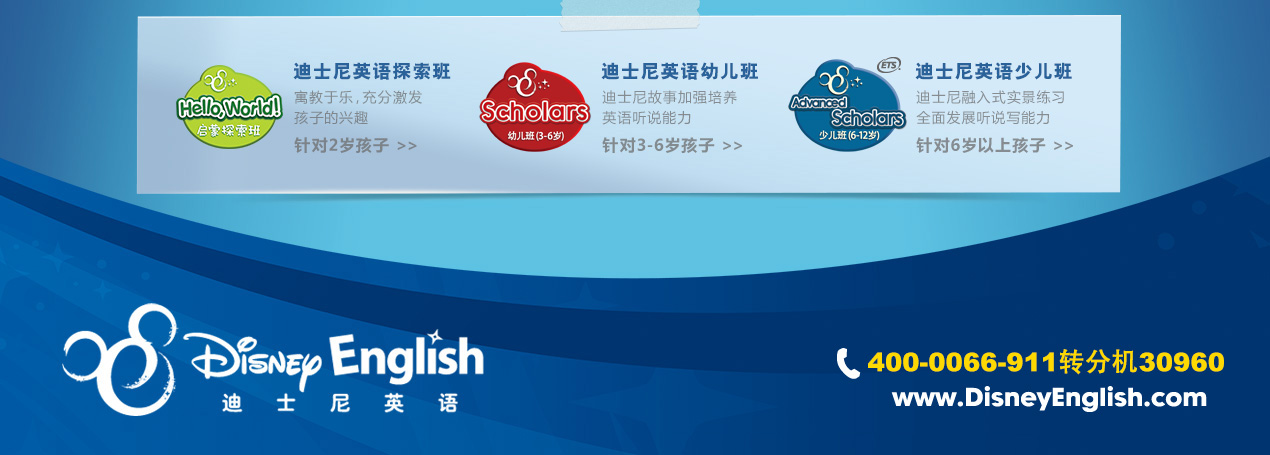 Hello, World!
启蒙探索班
迪士尼英语探索班
寓教于乐,充分激发
孩子的兴趣
针对2岁孩子 >>
Scholars
幼儿班(3-6岁)
迪士尼英语幼儿班
迪士尼故事加强培养
英语听说能力
针对3-6岁孩子 >>
ETS
Advanced
Scholars
少儿班(6-12岁)
迪士尼英语少儿班
迪士尼融入式实景练习
全面发展听说写能力
针对6岁以上孩子 >>
Disney English
迪士尼英语
400-0066-911转分机30960
www.DisneyEnglish.com